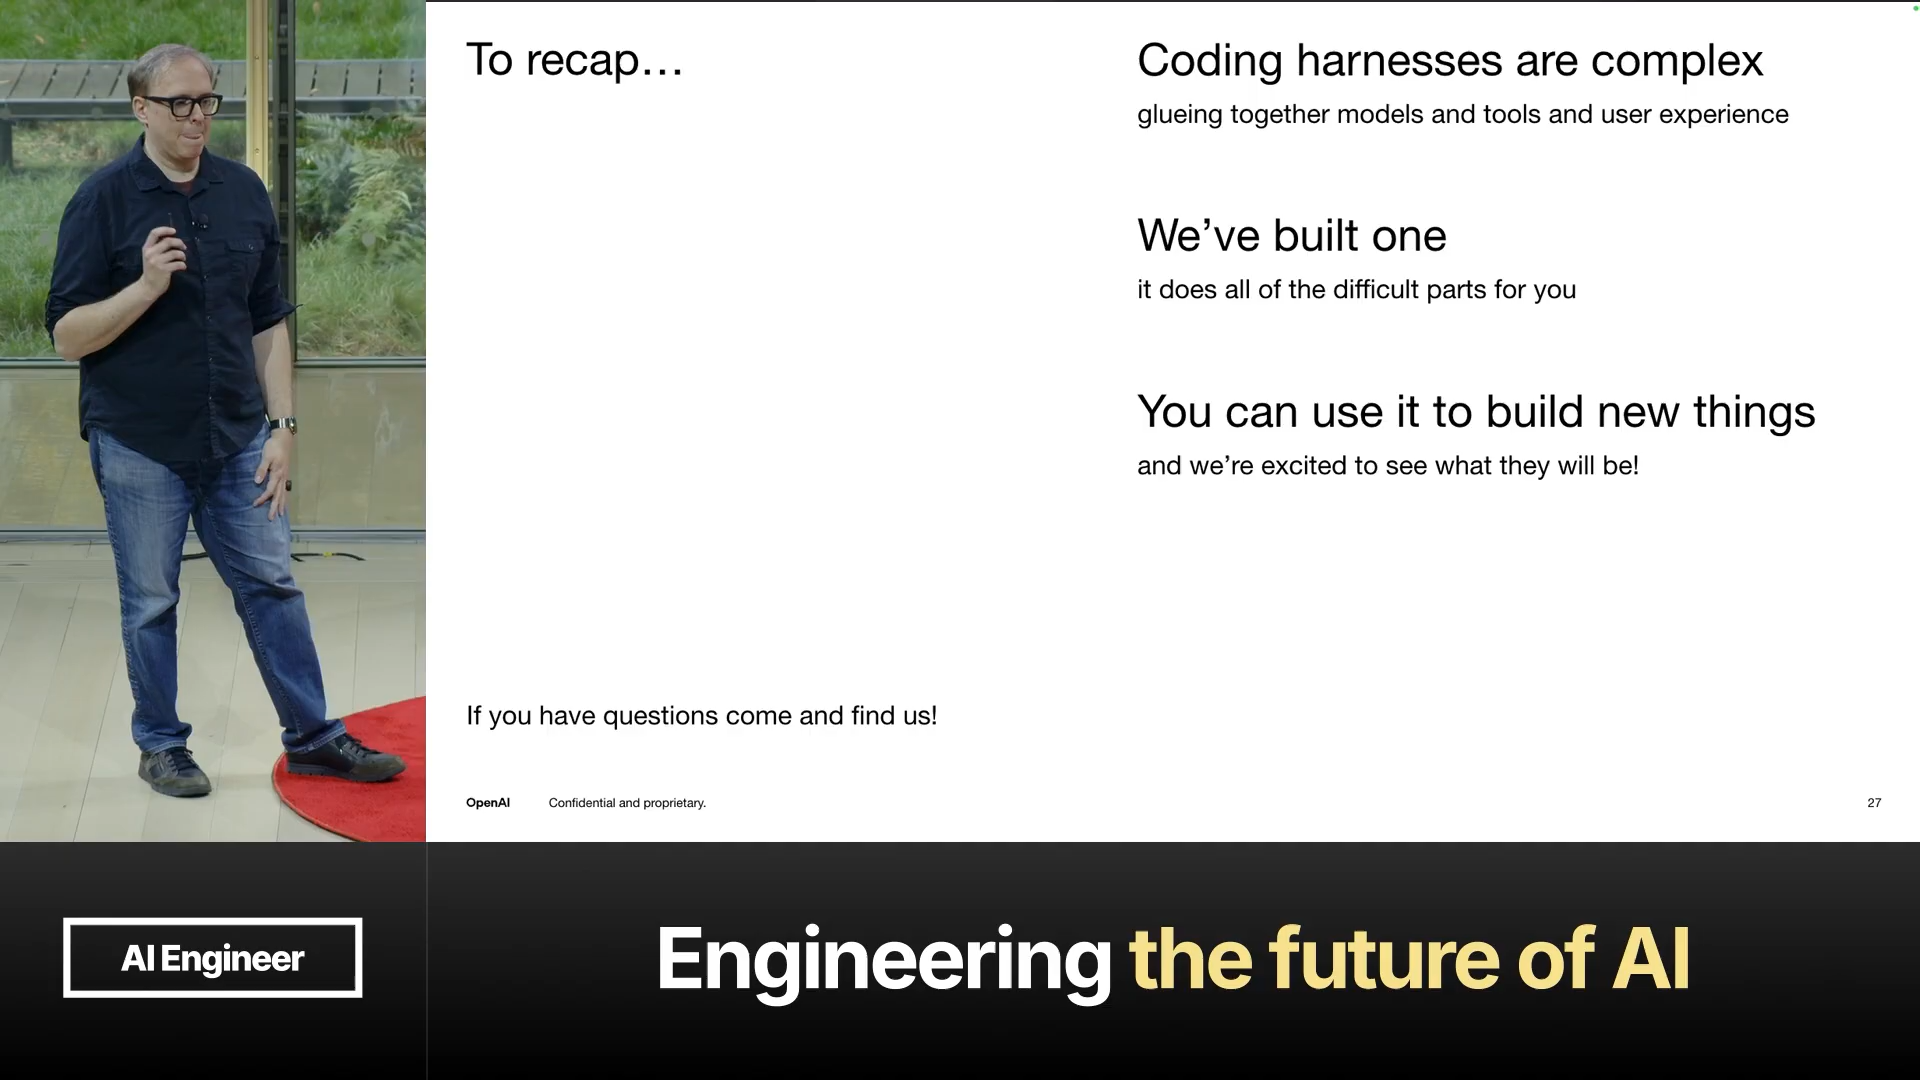 To recap…
Coding harnesses are complex
glueing together models and tools and user experience
We’ve built one
it does all of the difficult parts for you
You can use it to build new things
and we’re excited to see what they will be!
If you have questions come and find us!
OpenAI Confidential and proprietary. 27
AI Engineer
Engineering the future of AI